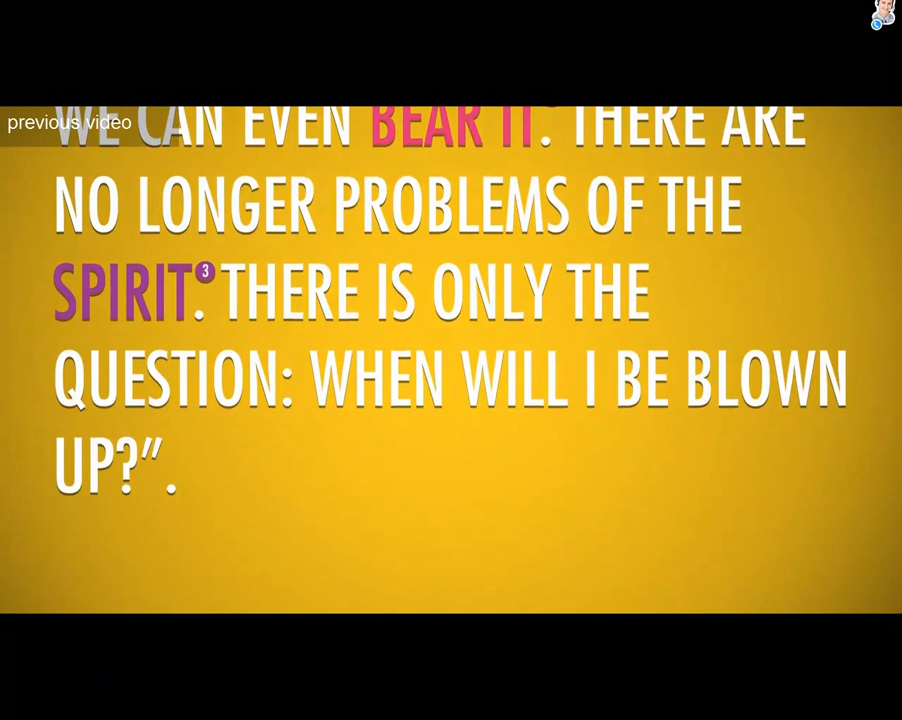 previous video
WE CAN EVEN BEAR IT. THERE ARE
NO LONGER PROBLEMS OF THE
SPIRIT³. THERE IS ONLY THE
QUESTION: WHEN WILL I BE BLOWN
UP?”.